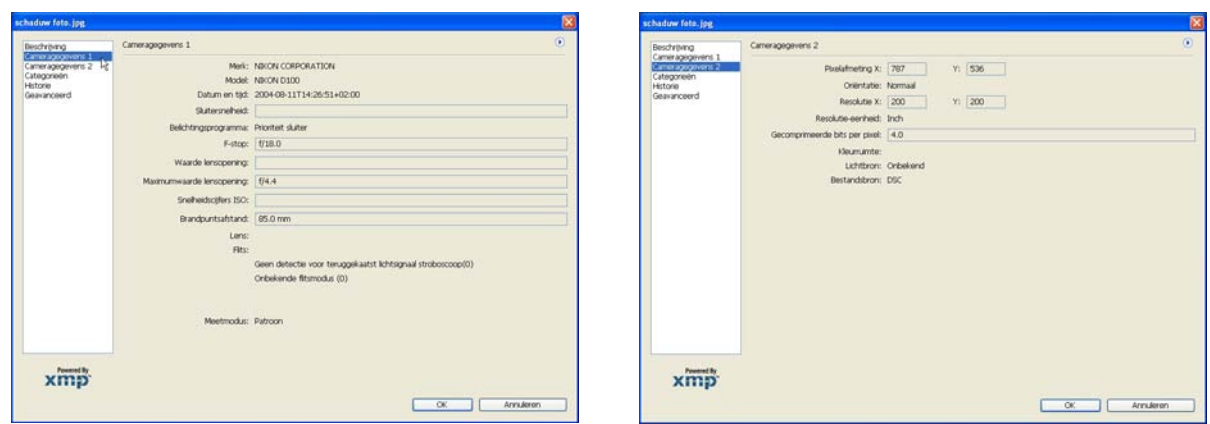 schaduw foto.jpg
Beschrijving
Cameragegevens 1
Cameragegevens 2
Categorieën
Historie
Geavanceerd
Cameragegevens 1
Merk: NIKON CORPORATION
Model: NIKON D100
Datum en tijd: 2004-08-11T14:26:51+02:00
Sluitersnelheid:
Belichtingsprogramma: Prioriteit sluiter
F-stop: f/18.0
Waarde lensopening:
Maximumwaarde lensopening: f/4.4
Snelheidscijfers ISO:
Brandpuntsafstand: 85.0 mm
Lens:
Flits:
Geen detectie voor teruggekaatst lichtsignaal stroboscoop(0)
Onbekende flitsmodus (0)
Meetmodus: Patroon
Powered By
xmp
OK Annuleren
schaduw foto.jpg
Beschrijving
Cameragegevens 1
Cameragegevens 2
Categorieën
Historie
Geavanceerd
Cameragegevens 2
Pixelafmeting X: 787 Y: 536
Oriëntatie: Normaal
Resolutie X: 200 Y: 200
Resolutie-eenheid: Inch
Gecomprimeerde bits per pixel: 4.0
Kleurruimte:
Lichtbron: Onbekend
Bestandsbron: DSC
Powered By
xmp
OK Annuleren